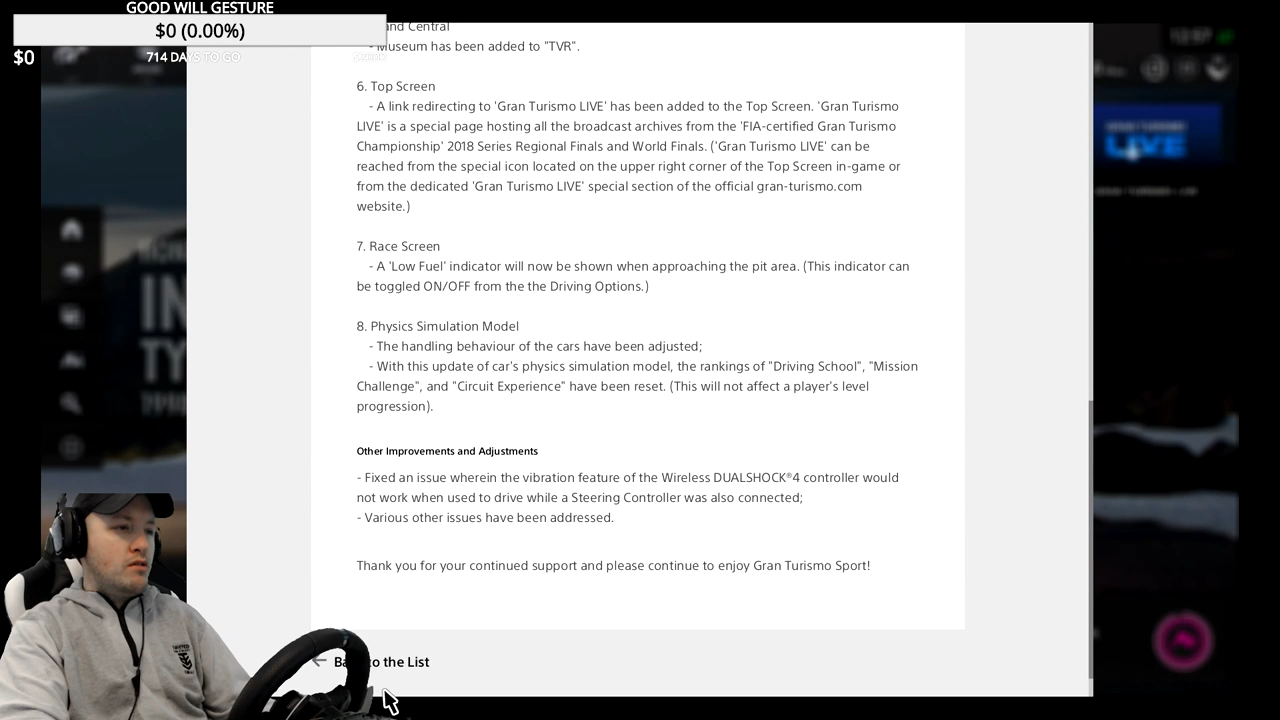 GOOD WILL GESTURE
$0 (0.00%)
$0
714 DAYS TO GO
and Central
- Museum has been added to "TVR".
6. Top Screen
- A link redirecting to 'Gran Turismo LIVE' has been added to the Top Screen. 'Gran Turismo
LIVE' is a special page hosting all the broadcast archives from the 'FIA-certified Gran Turismo
Championship' 2018 Series Regional Finals and World Finals. ('Gran Turismo LIVE' can be
reached from the special icon located on the upper right corner of the Top Screen in-game or
from the dedicated 'Gran Turismo LIVE' special section of the official gran-turismo.com
website.)
7. Race Screen
- A 'Low Fuel' indicator will now be shown when approaching the pit area. (This indicator can
be toggled ON/OFF from the the Driving Options.)
8. Physics Simulation Model
- The handling behaviour of the cars have been adjusted;
- With this update of car's physics simulation model, the rankings of "Driving School", "Mission
Challenge", and "Circuit Experience" have been reset. (This will not affect a player's level
progression).
Other Improvements and Adjustments
- Fixed an issue wherein the vibration feature of the Wireless DUALSHOCK®4 controller would
not work when used to drive while a Steering Controller was also connected;
- Various other issues have been addressed.
Thank you for your continued support and please continue to enjoy Gran Turismo Sport!
Back to the List
LIVE